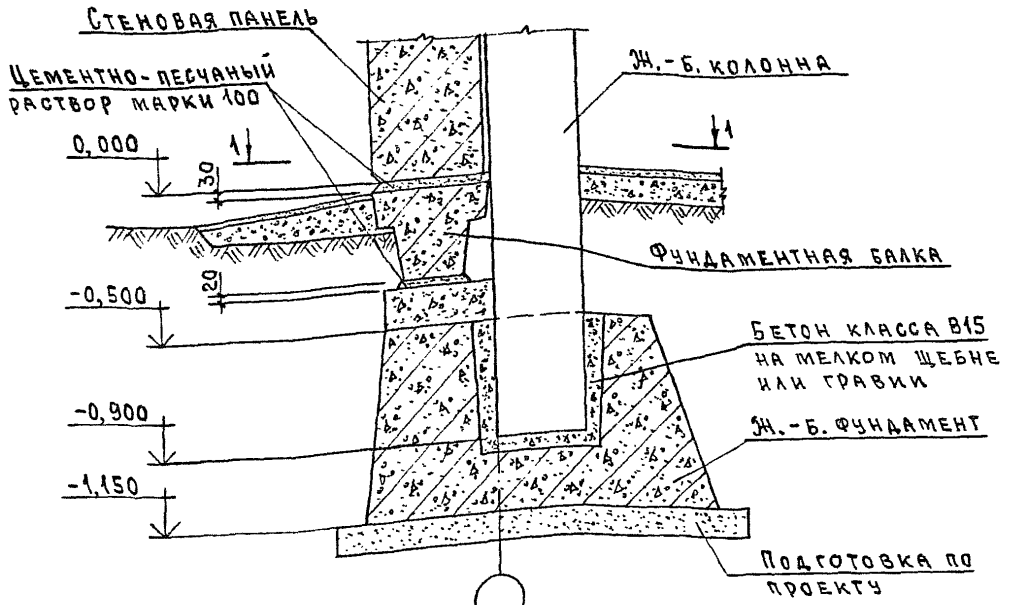 СТЕНОВАЯ ПАНЕЛЬ
ЦЕМЕНТНО-ПЕСЧАНЫЙ
РАСТВОР МАРКИ 100
Ж.-Б. КОЛОННА
0,000
1
1
30
ФУНДАМЕНТНАЯ БАЛКА
20
-0,500
БЕТОН КЛАССА В15
НА МЕЛКОМ ЩЕБНЕ
ИЛИ ГРАВИИ
-0,900
Ж.-Б. ФУНДАМЕНТ
-1,150
ПОДГОТОВКА ПО
ПРОЕКТУ